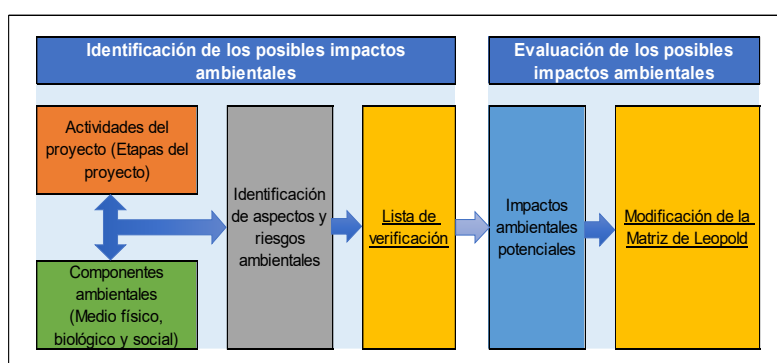 Identificación de los posibles impactos
ambientales
Evaluación de los posibles
impactos ambientales
Actividades del
proyecto (Etapas del
proyecto)
Componentes
ambientales
(Medio físico,
biológico y social)
Identificación
de aspectos y
riesgos
ambientales
Lista de
verificación
Impactos
ambientales
potenciales
Modificación de la
Matriz de Leopold